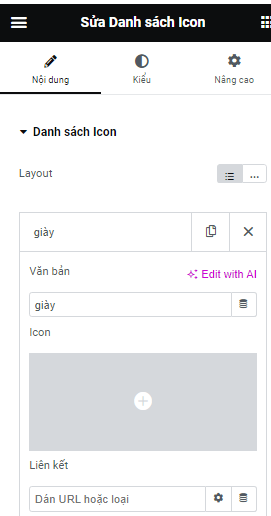 Sửa Danh sách Icon
Nội dung
Kiểu
Nâng cao
Danh sách Icon
Layout
...
giày
Văn bản
Edit with AI
giày
Icon
Liên kết
Dán URL hoặc loại